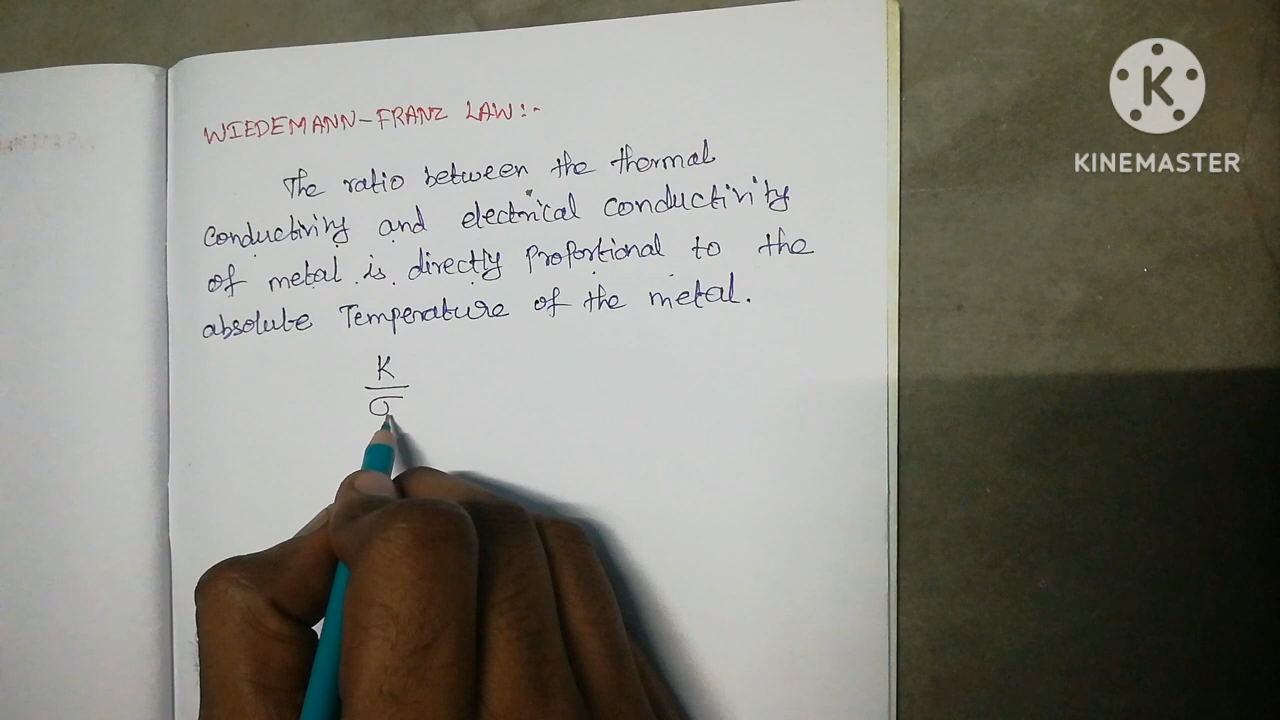 WIEDEMANN-FRANZ LAW:-
The ratio between the thermal
conductivity and electrical conductivity
of metal is directly Proportional to the
absolute Temperature of the metal.
K
σ
K
KINEMASTER